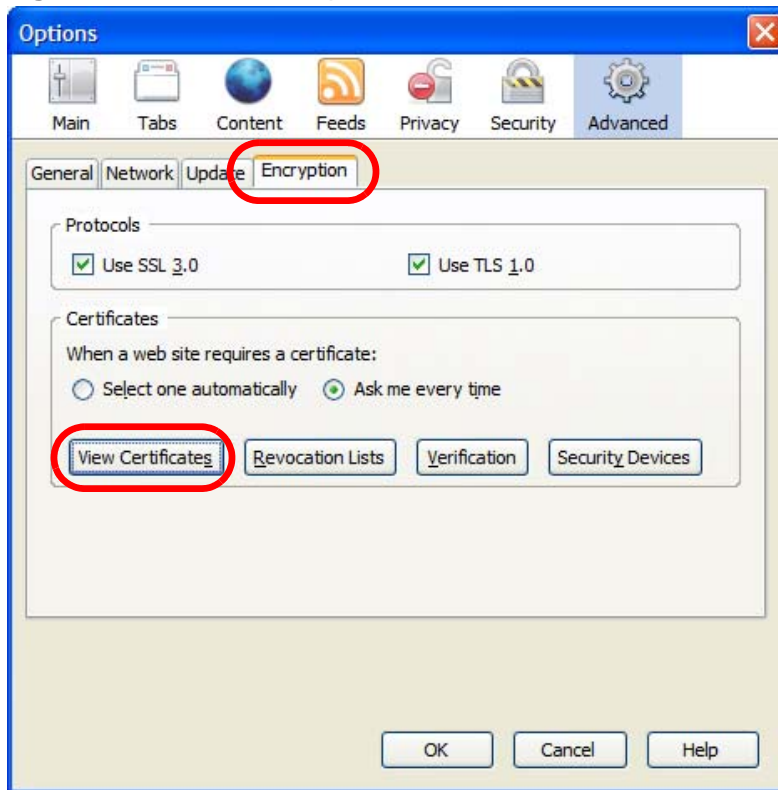 Options
Main Tabs Content Feeds Privacy Security Advanced
General Network Update Encryption
Protocols
Use SSL 3.0 Use TLS 1.0
Certificates
When a web site requires a certificate:
Select one automatically Ask me every time
View Certificates Revocation Lists Verification Security Devices
OK Cancel Help